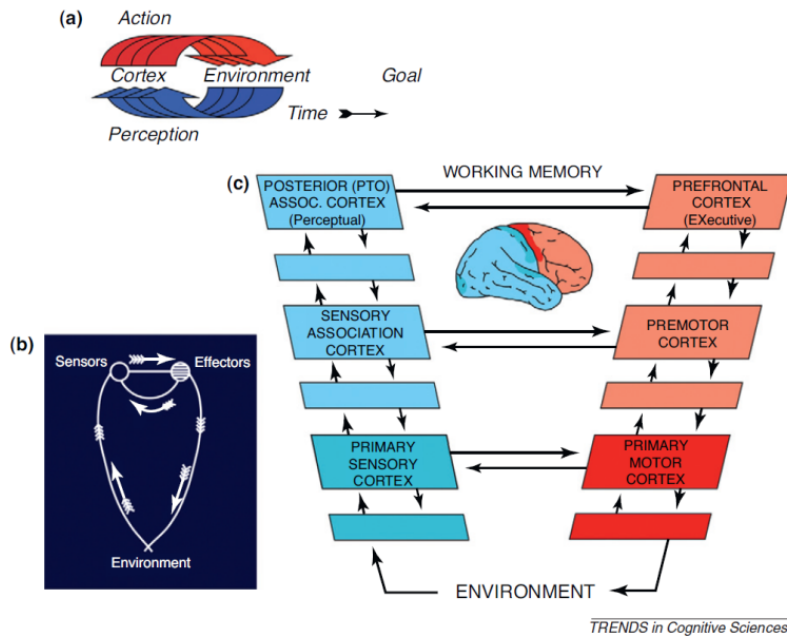 (a)
Action
Cortex
Environment
Goal
Time
Perception
(c)
WORKING MEMORY
POSTERIOR (PTO)
ASSOC. CORTEX
(Perceptual)
PREFRONTAL
CORTEX
(EXecutive)
SENSORY
ASSOCIATION
CORTEX
PREMOTOR
CORTEX
(b)
Sensors
Effectors
Environment
PRIMARY
SENSORY
CORTEX
PRIMARY
MOTOR
CORTEX
ENVIRONMENT
TRENDS in Cognitive Sciences